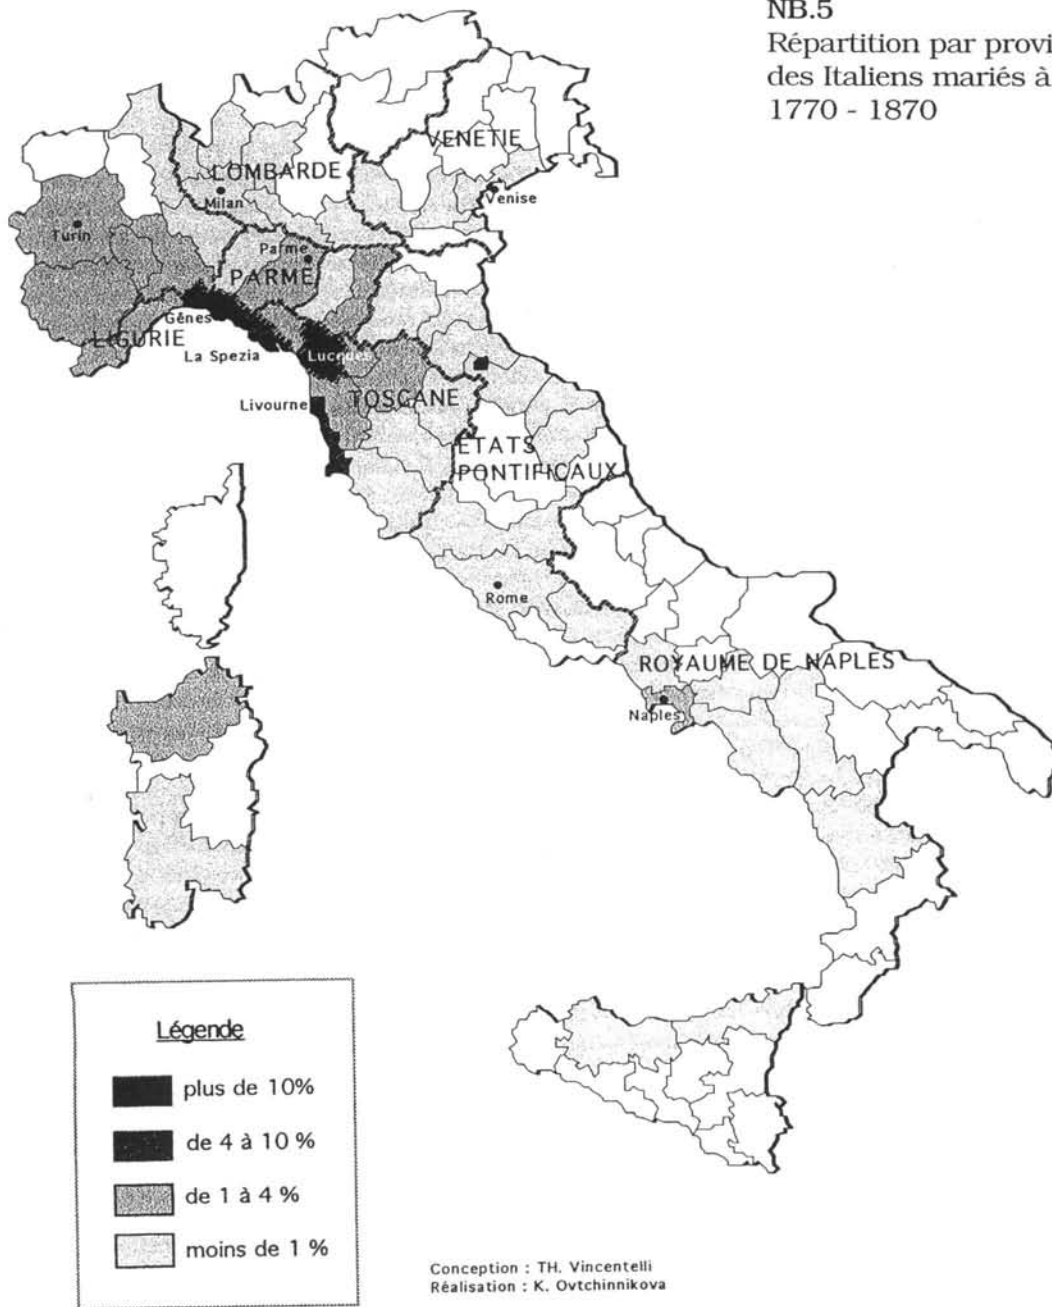 NB.5
Répartition par provi
des Italiens mariés à
1770 - 1870
VENETIE
LOMBARDE
Milan
Venise
Turin
Parme
PARME
Gênes
LIGURIE
La Spezia
Lucques
Livourne
TOSCANE
ETATS
PONTIFICAUX
Rome
ROYAUME DE NAPLES
Naples
Légende
plus de 10%
de 4 à 10 %
de 1 à 4 %
moins de 1 %
Conception : TH. Vincentelli
Réalisation : K. Ovtchinnikova